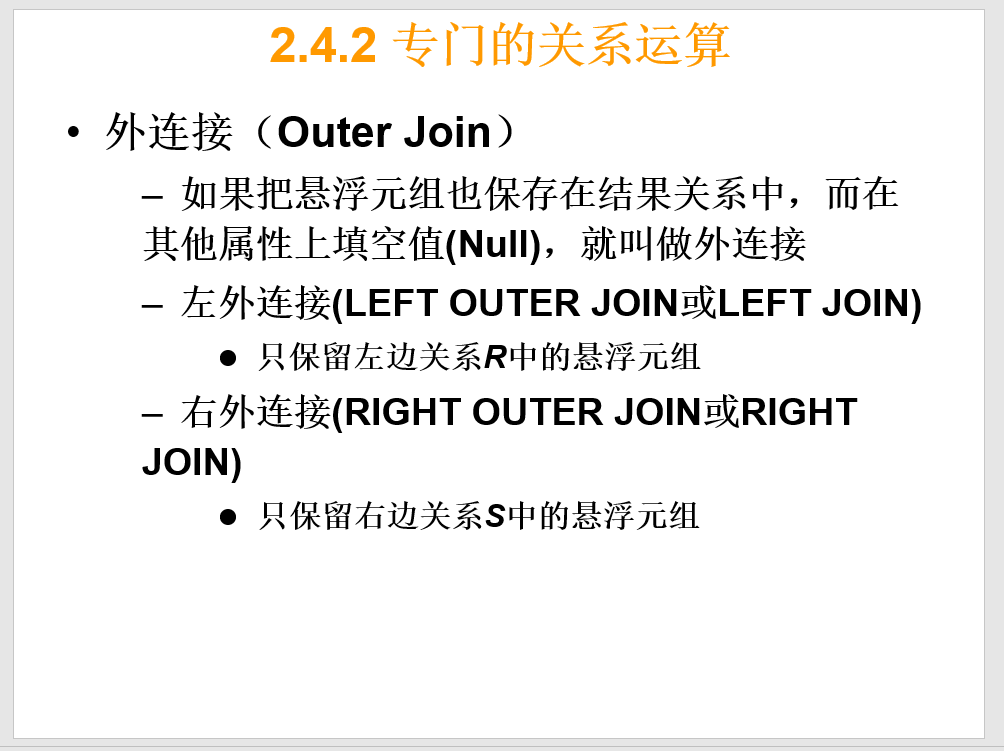 2.4.2 专门的关系运算
• 外连接（Outer Join）
– 如果把悬浮元组也保存在结果关系中，而在
其他属性上填空值(Null)，就叫做外连接
– 左外连接(LEFT OUTER JOIN或LEFT JOIN)
● 只保留左边关系R中的悬浮元组
– 右外连接(RIGHT OUTER JOIN或RIGHT
JOIN)
● 只保留右边关系S中的悬浮元组